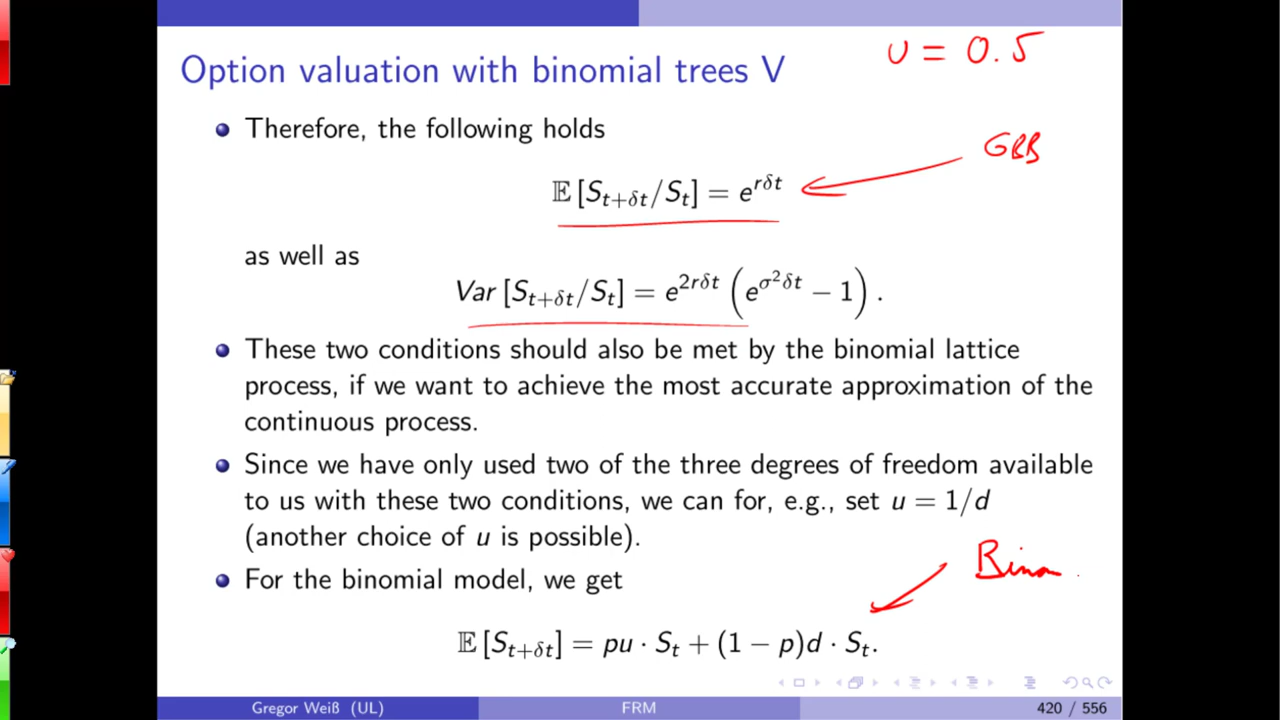 Option valuation with binomial trees V
υ = 0.5
Therefore, the following holds
GBB
𝔼 [S_{t+δt}/S_t] = e^{rδt}
as well as
Var [S_{t+δt}/S_t] = e^{2rδt} (e^{σ²δt} − 1).
These two conditions should also be met by the binomial lattice
process, if we want to achieve the most accurate approximation of the
continuous process.
Since we have only used two of the three degrees of freedom available
to us with these two conditions, we can for, e.g., set u = 1/d
(another choice of u is possible).
For the binomial model, we get
Binom
𝔼 [S_{t+δt}] = pu · S_t + (1 − p)d · S_t.
Gregor Weiß (UL) FRM 420 / 556